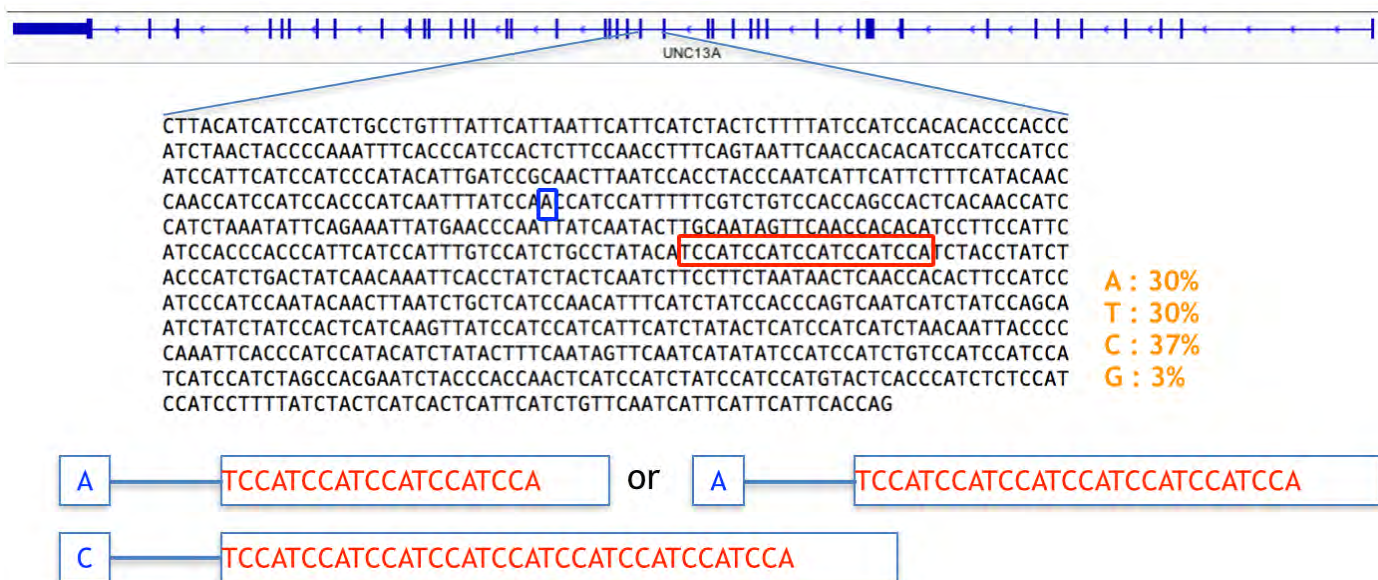 UNC13A
CTTACATCATCCATCTGCCTGTTTATTCATTAATTCATTCATCTACTCTTTTATCCATCCACACACCCACCC
ATCTAACTACCCCAAATTTCACCCATCCACTCTTCCAACCTTTCAGTAATTCAACCACACATCCATCCATCC
ATCCATTCATCCATCCCATACATTGATCCGCAACTTAATCCACCTACCCAATCATTCATTCTTTCATACAAC
CAACCATCCATCCACCCATCAATTTATCCAACCATCCATTTTTCGTCTGTCCACCAGCCACTCACAACCATC
CATCTAAATATTCAGAAATTATGAACCCAATTATCAATACTTGCAATAGTTCAACCACACATCCTTCCATTC
ATCCACCCACCCATTCATCCATTTGTCCATCTGCCTATACATCCATCCATCCATCCATCCATCTACCTATCT
ACCCATCTGACTATCAACAAATTCACCTATCTACTCAATCTTCCTTCTAATAACTCAACCACACTTCCATCC
ATCCCATCCAATACAACTTAATCTGCTCATCCAACATTTCATCTATCCACCCAGTCAATCATCTATCCAGCA
ATCTATCTATCCACTCATCAAGTTATCCATCCATCATTCATCTATACTCATCCATCATCTAACAATTACCCC
CAAATTCACCCATCCATACATCTATACTTTCAATAGTTCAATCATATATCCATCCATCTGTCCATCCATCCA
TCATCCATCTAGCCACGAATCTACCCACCAACTCATCCATCTATCCATCCATGTACTCACCCATCTCTCCAT
CCATCCTTTTATCTACTCATCACTCATTCATCTGTTCAATCATTCATTCATTCACCAG
A : 30%
T : 30%
C : 37%
G : 3%
A TCCATCCATCCATCCATCCA or A TCCATCCATCCATCCATCCATCCATCCA
C TCCATCCATCCATCCATCCATCCATCCATCCATCCA